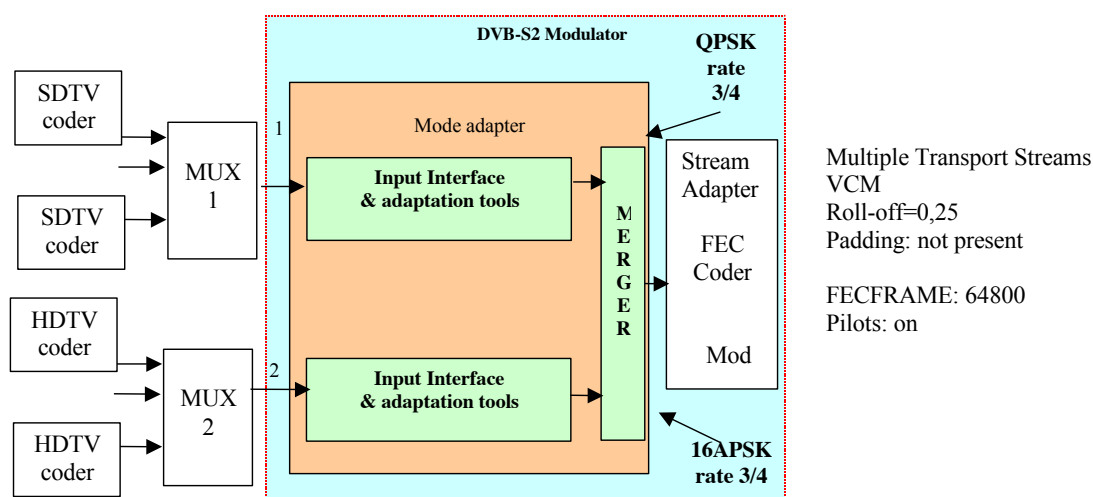 DVB-S2 Modulator
QPSK
rate
3/4
SDTV
coder
SDTV
coder
MUX
1
1
Mode adapter
Input Interface
& adaptation tools
M
E
R
G
E
R
Stream
Adapter
FEC
Coder
Mod
HDTV
coder
HDTV
coder
MUX
2
2
Input Interface
& adaptation tools
16APSK
rate 3/4
Multiple Transport Streams
VCM
Roll-off=0,25
Padding: not present
FECFRAME: 64800
Pilots: on